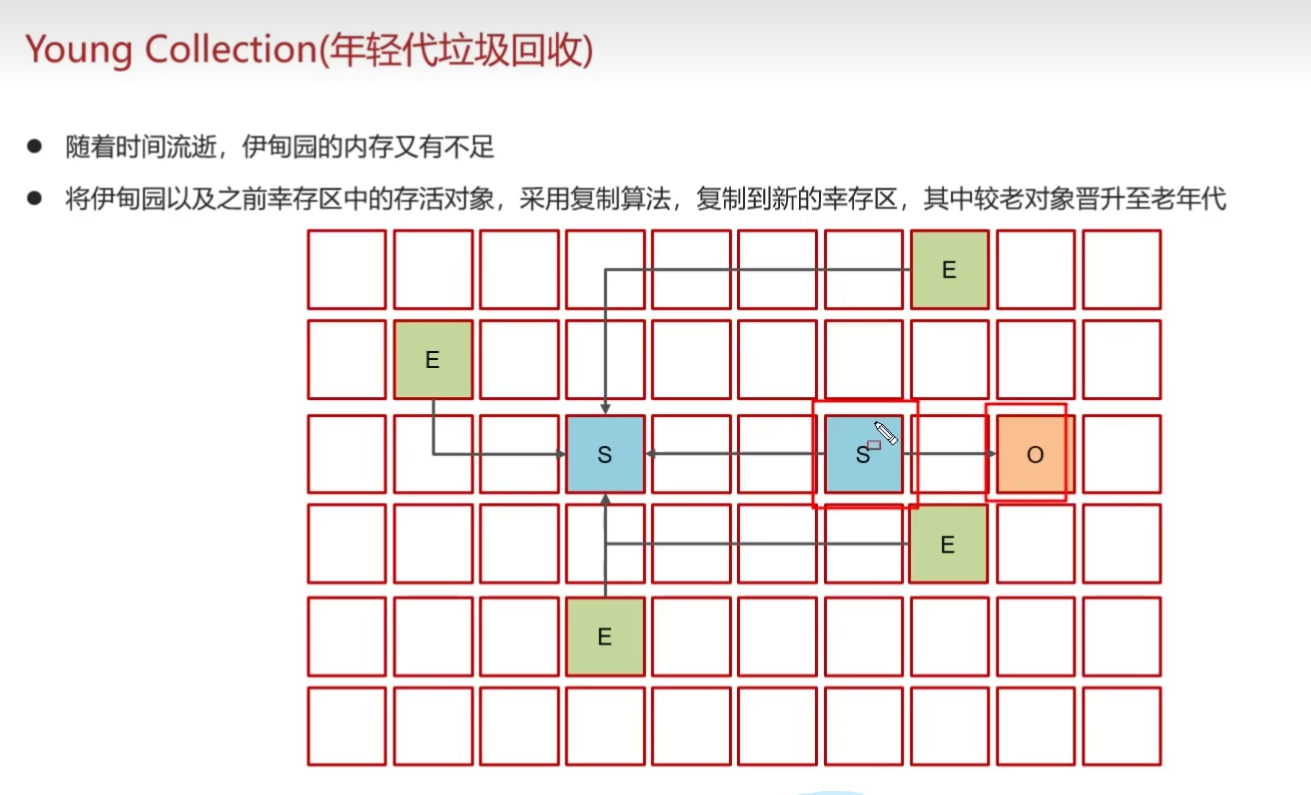 Young Collection(年轻代垃圾回收)
● 随着时间流逝，伊甸园的内存又有不足
● 将伊甸园以及之前幸存区中的存活对象，采用复制算法，复制到新的幸存区，其中较老对象晋升至老年代
E
E
S S O
E
E